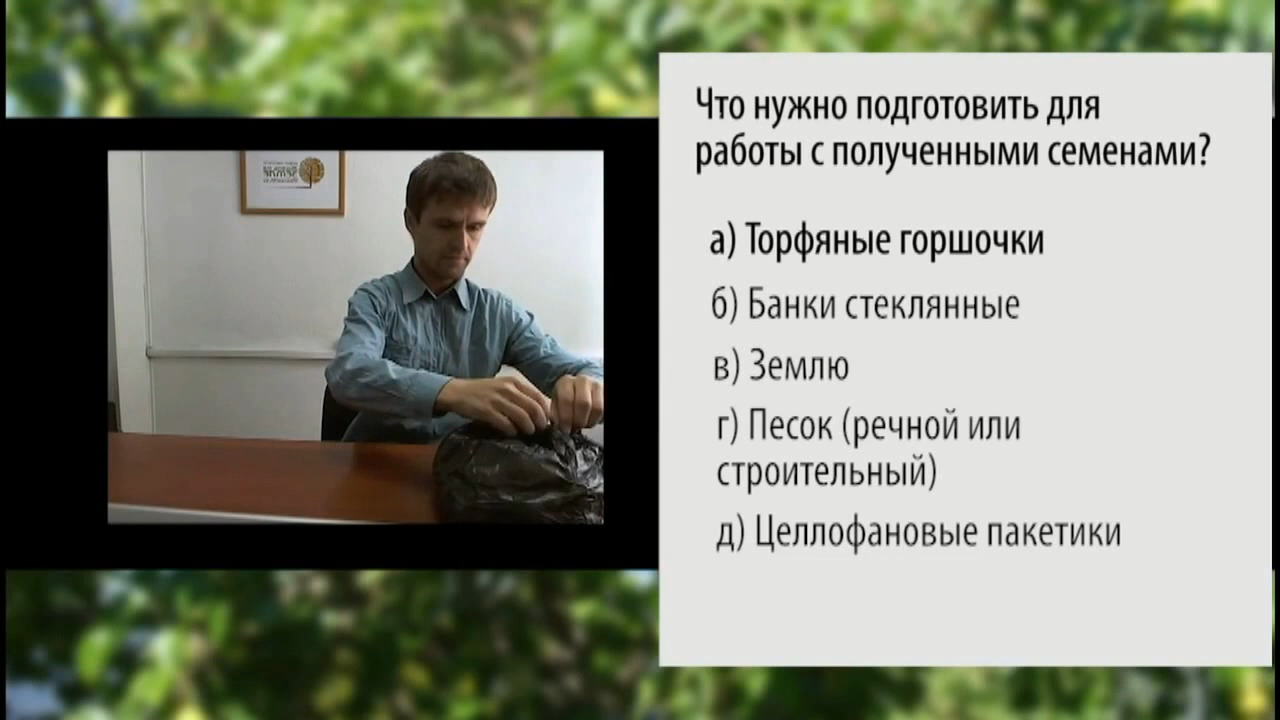 Что нужно подготовить для
работы с полученными семенами?
а) Торфяные горшочки
б) Банки стеклянные
в) Землю
г) Песок (речной или
строительный)
д) Целлофановые пакетики